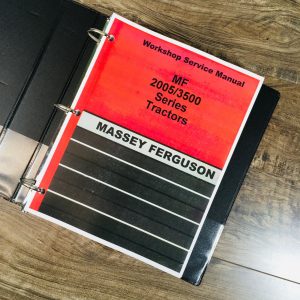 Workshop Service Manual
MF
2005/3500
Series
Tractors
MASSEY FERGUSON